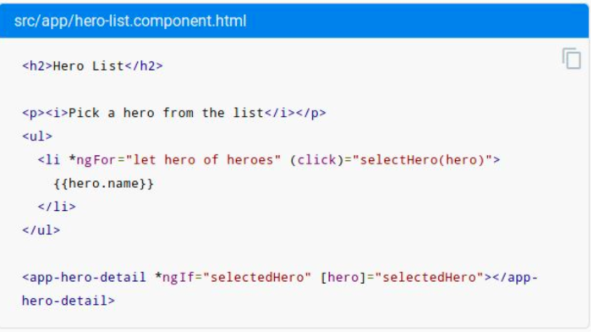 src/app/hero-list.component.html
<h2>Hero List</h2>
<p><i>Pick a hero from the list</i></p>
<ul>
<li *ngFor="let hero of heroes" (click)="selectHero(hero)">
{{hero.name}}
</li>
</ul>
<app-hero-detail *ngIf="selectedHero" [hero]="selectedHero"></app-
hero-detail>